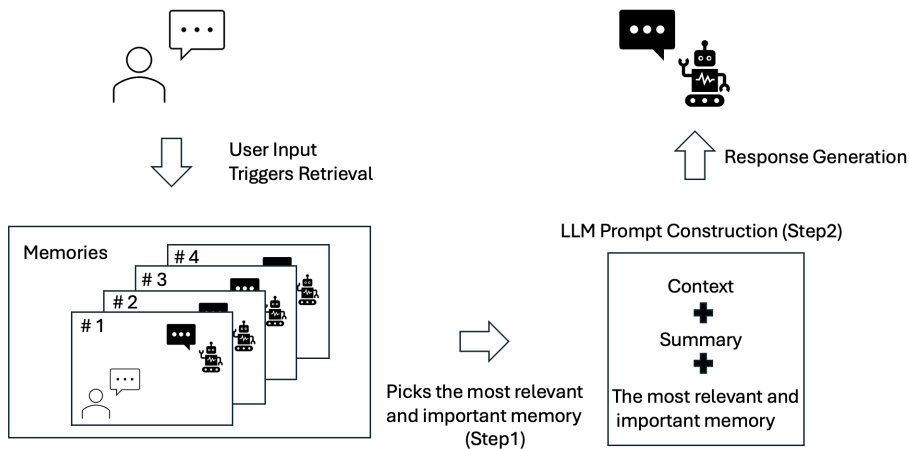 User Input
Triggers Retrieval
Response Generation
Memories
# 4
# 3
# 2
# 1
Picks the most relevant
and important memory
(Step1)
LLM Prompt Construction (Step2)
Context
Summary
The most relevant and
important memory